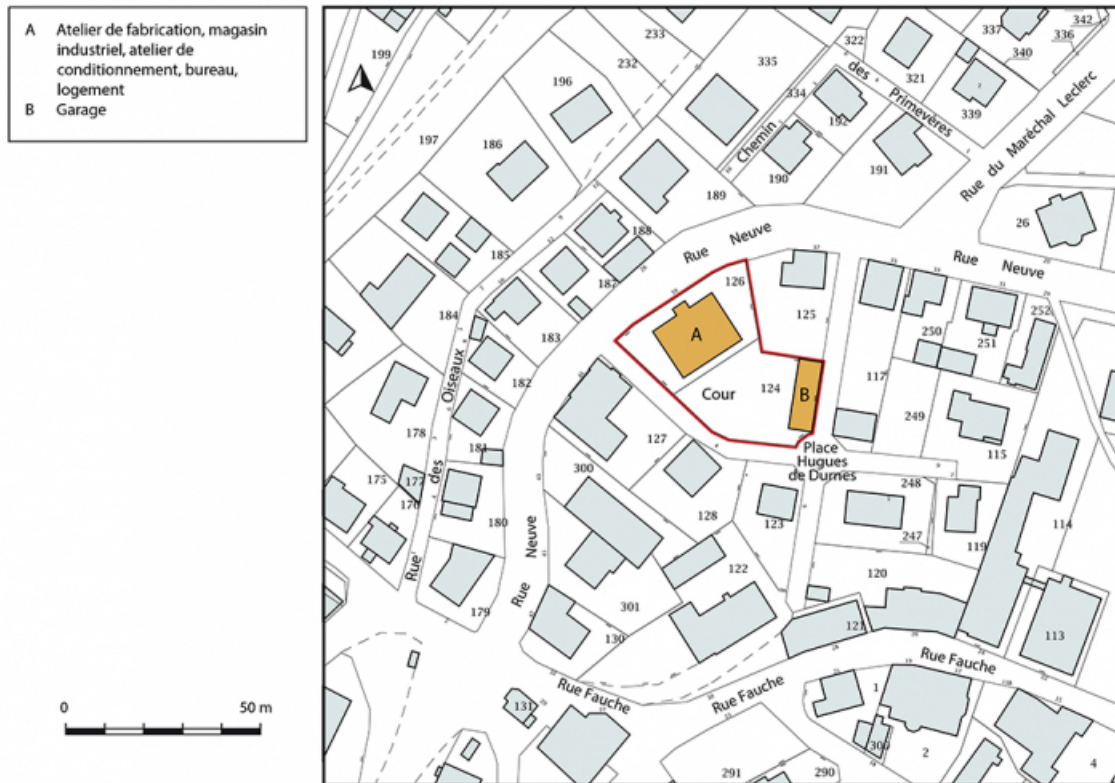 A Atelier de fabrication, magasin
industriel, atelier de
conditionnement, bureau,
logement
B Garage
0 50 m
199
233
232
335
322
321
337
340
342
336
196
197
186
334
Chemin
des Primevères
192
339
190
191
189
Rue du Maréchal Leclerc
26
188
185
187
184
183
Rue Neuve
Rue Neuve
126
125
A
124
B
Cour
117
250
251
252
249
115
182
178
181
Rue des Oiseaux
175
177
176
180
179
127
300
128
Place
Hugues
de Durnes
123
248
247
119
114
Rue Neuve
301
130
122
120
121
113
Rue Fauche
Rue Fauche
Rue Fauche
131
1
306
2
4
291
290